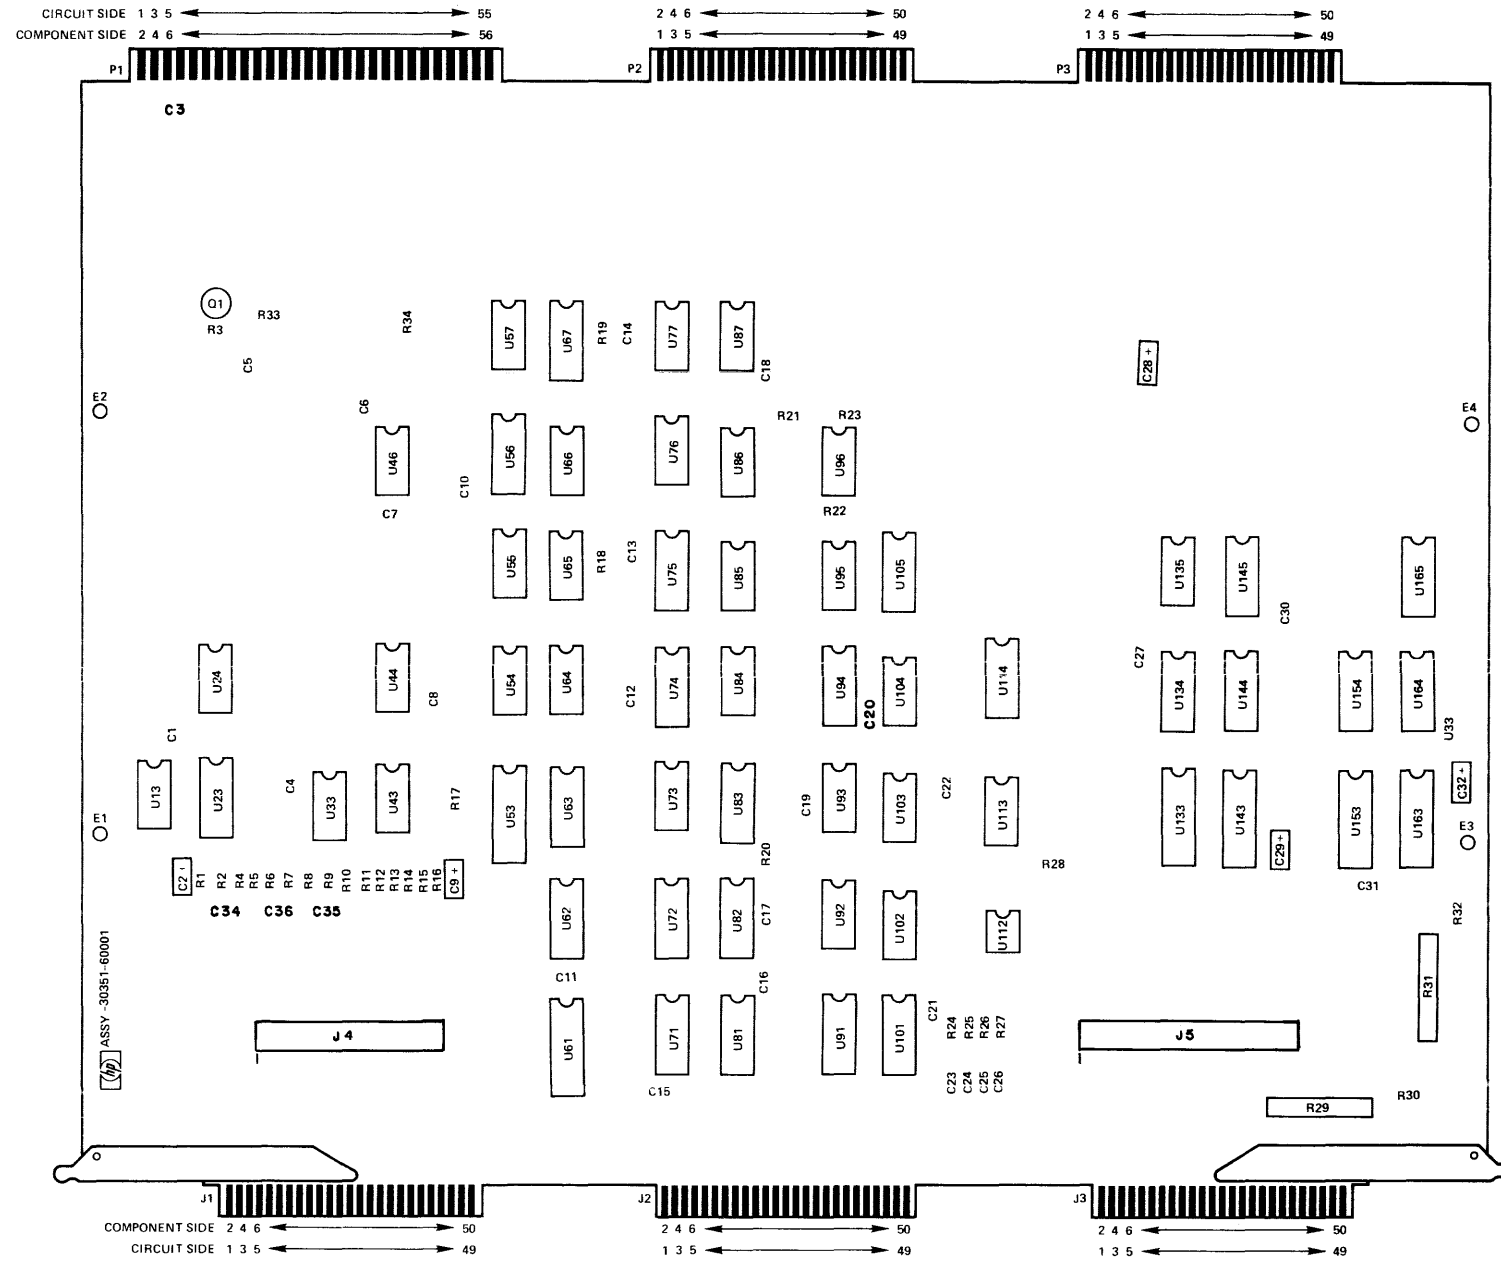 CIRCUIT SIDE 1 3 5 55 2 4 6 50 2 4 6 50
COMPONENT SIDE 2 4 6 56 1 3 5 49 1 3 5 49
P1 P2 P3
C3
Q1 R33 R34 U57 U67 R19 C14 U77 U87
R3
C5 C18 C28 +
E2 C6 R21 R23 E4
U46 C10 U56 U66 U76 U86 U96
C7 R22
U55 U65 R18 C13 U75 U85 U95 U105 U135 U145 C30 U165
U24 U44 C8 U54 U64 C12 U74 U84 U94 C20 U104 U114 C27 U134 U144 U154 U164
C1 U33
U13 U23 C4 U33 U43 R17 U53 U63 U73 U83 C19 U93 U103 C22 U113 U133 U143 U153 U163 C32 +
E1 R20 R28 C29 + E3
C2 + R1 R2 R4 R5 R6 R7 R8 R9 R10 R11 R12 R13 R14 R15 R16 C9 + C31
C34 C36 C35 U62 U72 U82 C17 U92 U102 U112 R32
C11 C16
ASSY -30351-60001
hp
J4 U61 U71 U81 U91 U101 C21 R24 R25 R26 R27 J5 R31
C15 C23 C24 C25 C26 R29 R30
J1 J2 J3
COMPONENT SIDE 2 4 6 50 2 4 6 50 2 4 6 50
CIRCUIT SIDE 1 3 5 49 1 3 5 49 1 3 5 49